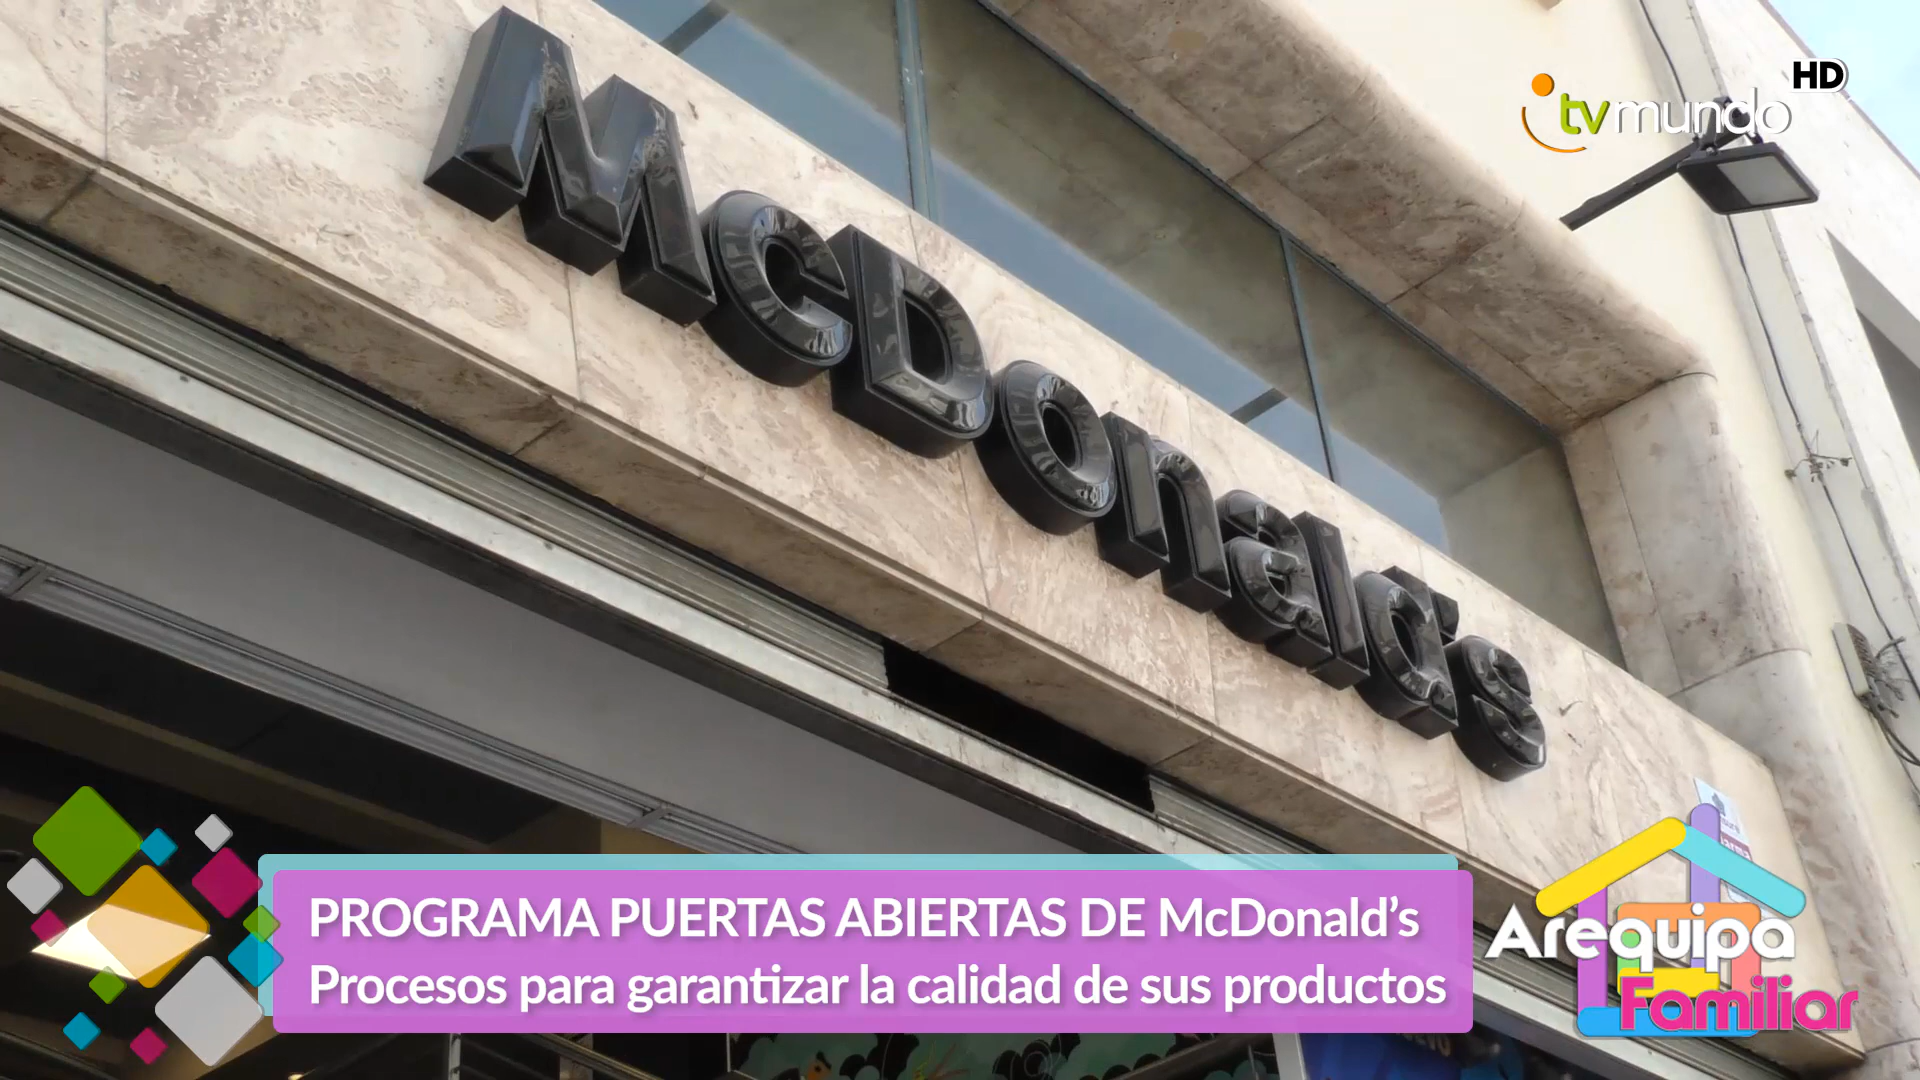 HD
tvmundo
McDonald's
PROGRAMA PUERTAS ABIERTAS DE McDonald’s
Procesos para garantizar la calidad de sus productos
Arequipa
Familiar